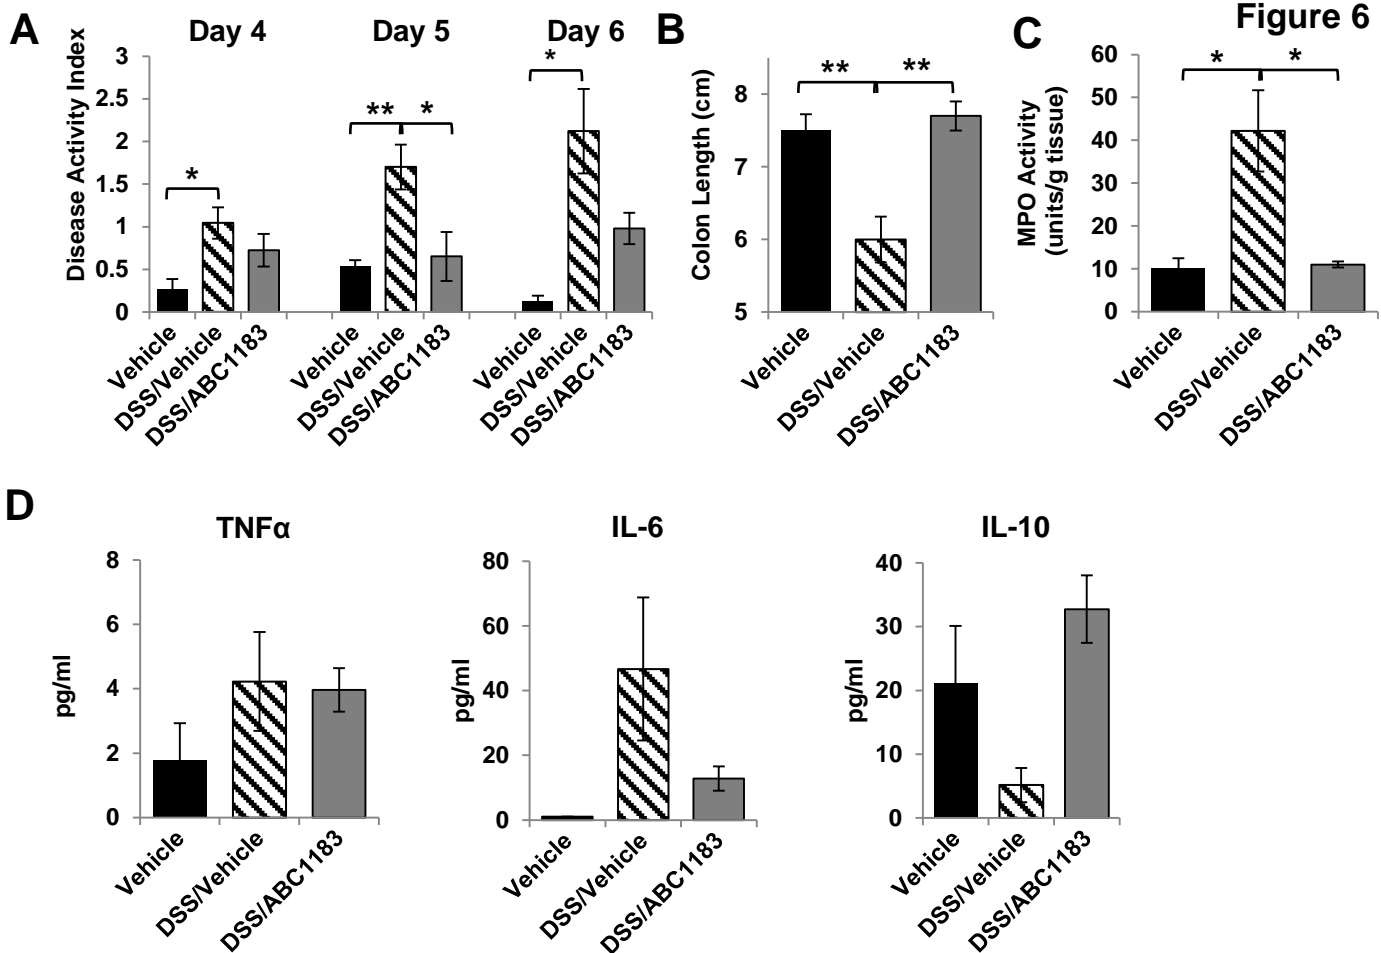 Figure 6
A
Day 4
Day 5
Day 6
Disease Activity Index
3
2.5
2
1.5
1
0.5
0
*
**
*
*
Vehicle
DSS/Vehicle
DSS/ABC1183
Vehicle
DSS/Vehicle
DSS/ABC1183
Vehicle
DSS/Vehicle
DSS/ABC1183
B
Colon Length (cm)
8
7
6
5
**
**
Vehicle
DSS/Vehicle
DSS/ABC1183
C
MPO Activity
(units/g tissue)
60
50
40
30
20
10
0
*
*
Vehicle
DSS/Vehicle
DSS/ABC1183
D
TNFα
pg/ml
8
6
4
2
0
Vehicle
DSS/Vehicle
DSS/ABC1183
IL-6
pg/ml
80
60
40
20
0
Vehicle
DSS/Vehicle
DSS/ABC1183
IL-10
pg/ml
40
30
20
10
0
Vehicle
DSS/Vehicle
DSS/ABC1183